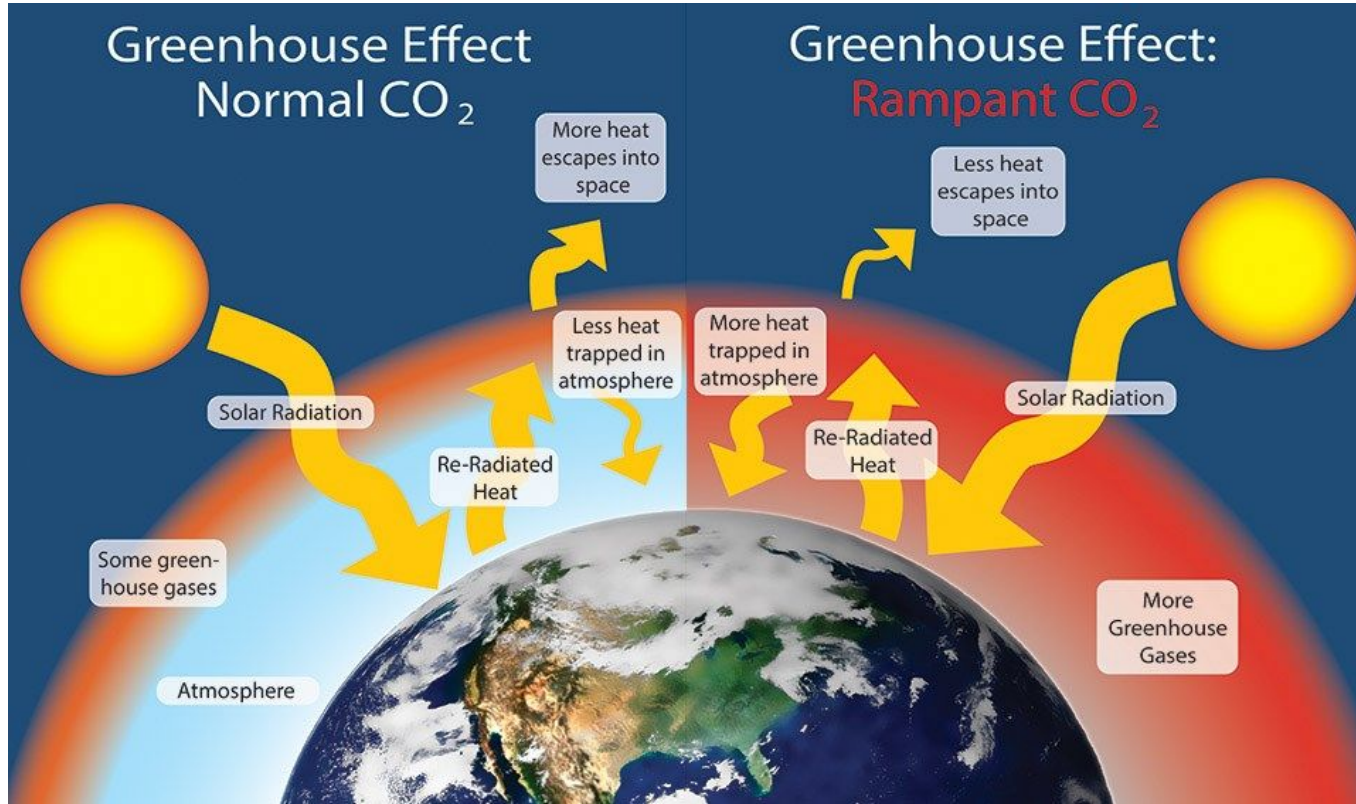 Greenhouse Effect
Normal CO₂
More heat
escapes into
space
Less heat
trapped in
atmosphere
Solar Radiation
Re-Radiated
Heat
Some green-
house gases
Atmosphere
Greenhouse Effect:
Rampant CO₂
Less heat
escapes into
space
More heat
trapped in
atmosphere
Solar Radiation
Re-Radiated
Heat
More
Greenhouse
Gases